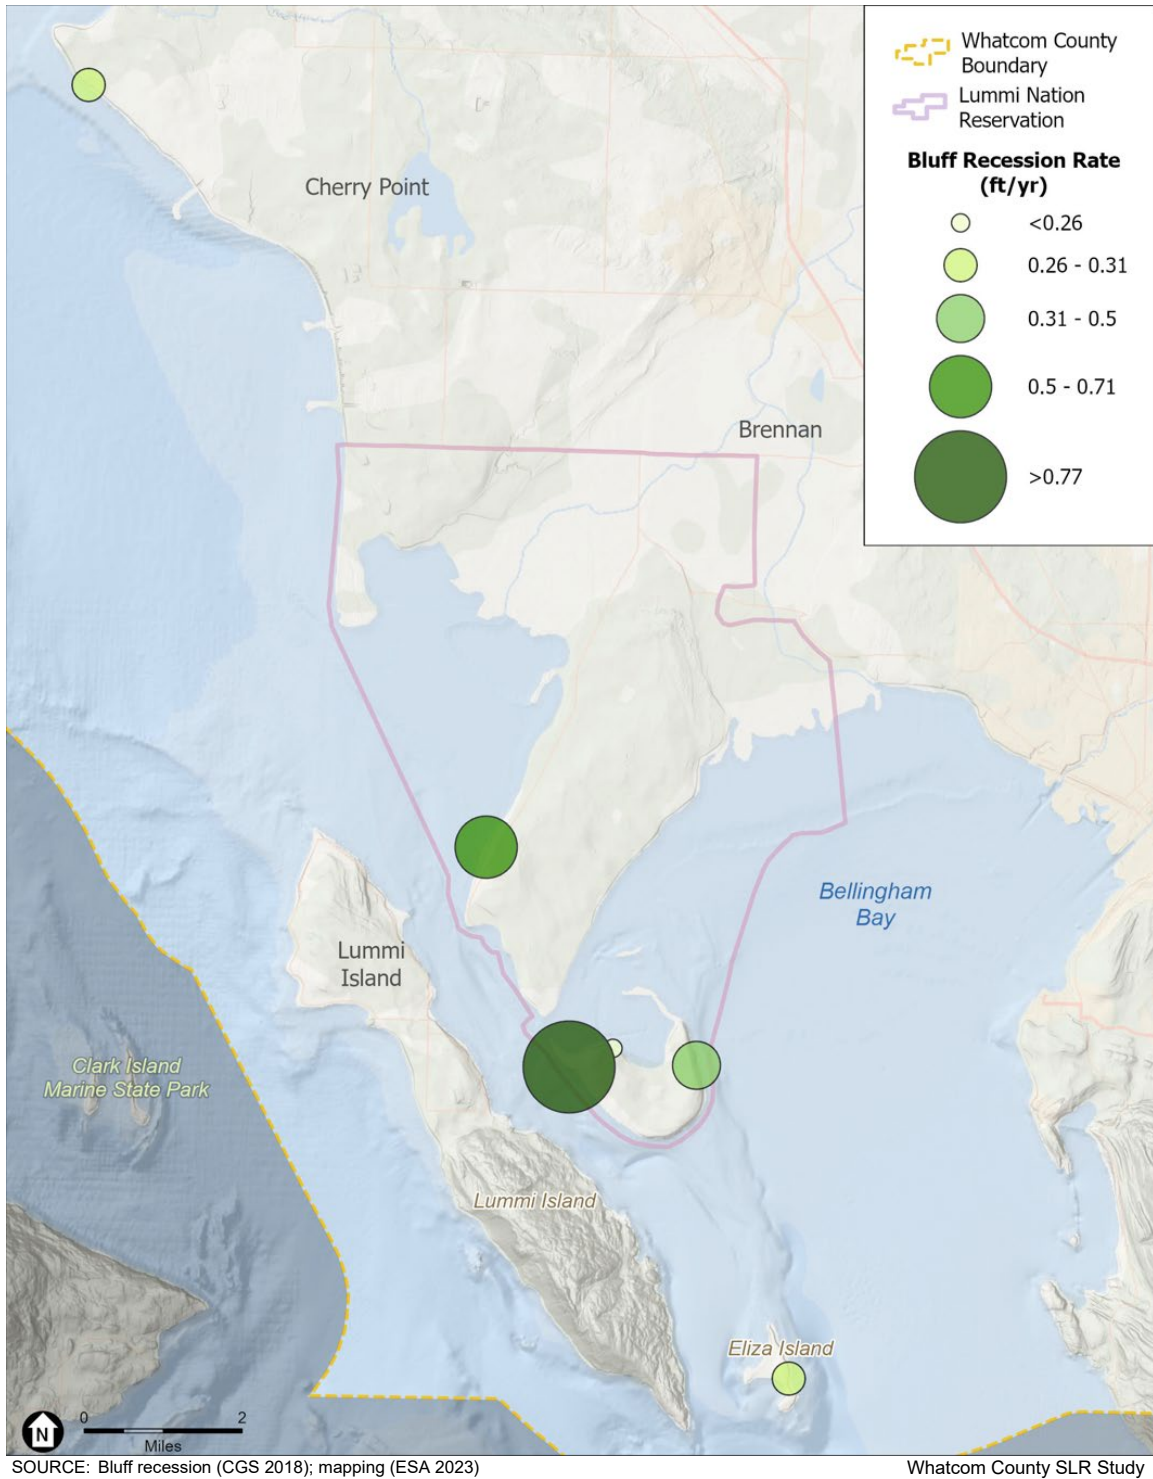 Whatcom County
Boundary
Lummi Nation
Reservation
Bluff Recession Rate
(ft/yr)
<0.26
0.26 - 0.31
0.31 - 0.5
0.5 - 0.71
>0.77
Cherry Point
Brennan
Bellingham
Bay
Lummi
Island
Clark Island
Marine State Park
Lummi Island
Eliza Island
N
0
2
Miles
SOURCE: Bluff recession (CGS 2018); mapping (ESA 2023)
Whatcom County SLR Study